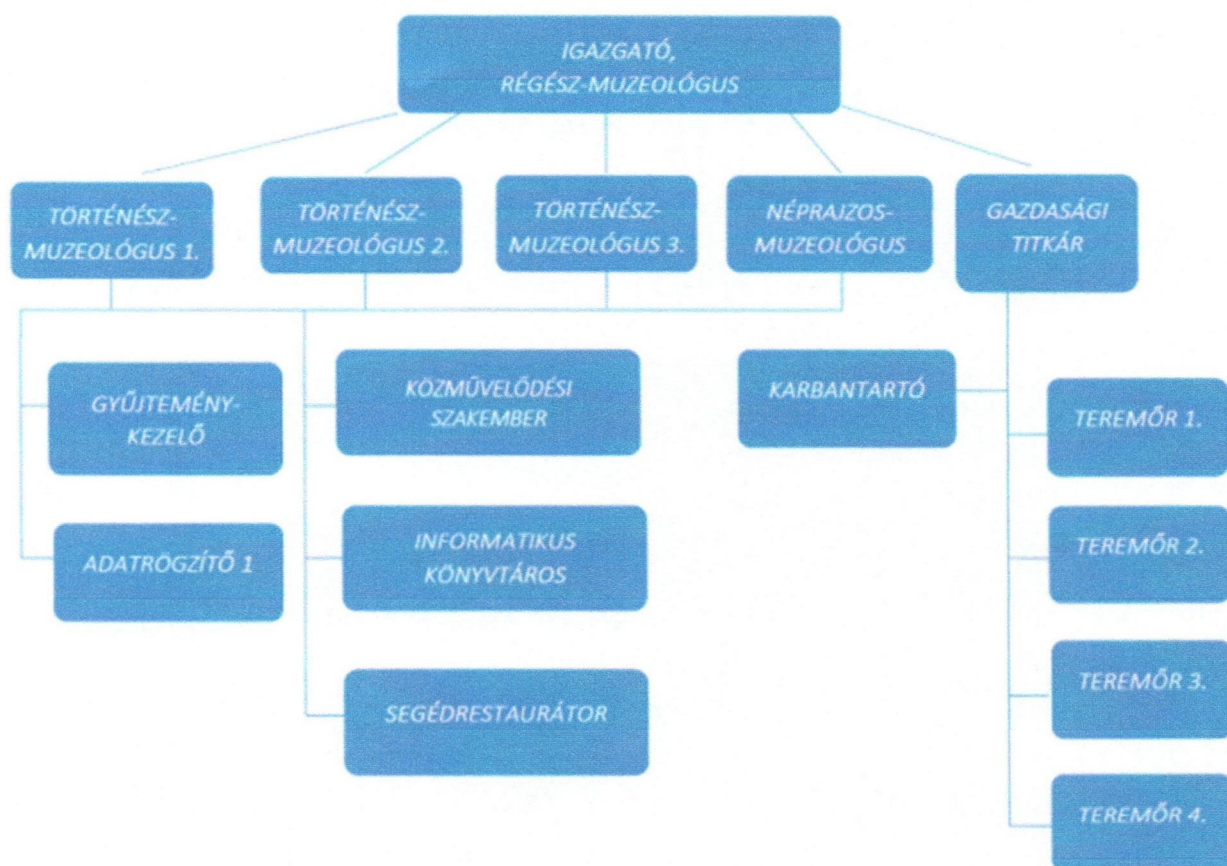 IGAZGATÓ,
RÉGÉSZ-MUZEOLÓGUS
TÖRTÉNÉSZ-
MUZEOLÓGUS 1.
TÖRTÉNÉSZ-
MUZEOLÓGUS 2.
TÖRTÉNÉSZ-
MUZEOLÓGUS 3.
NÉPRAJZOS-
MUZEOLÓGUS
GAZDASÁGI
TITKÁR
GYŰJTEMÉNY-
KEZELŐ
KÖZMŰVELŐDÉSI
SZAKEMBER
KARBANTARTÓ
TEREMŐR 1.
ADATRÖGZÍTŐ 1
INFORMATIKUS
KÖNYVTÁROS
TEREMŐR 2.
SEGÉDRESTAURÁTOR
TEREMŐR 3.
TEREMŐR 4.